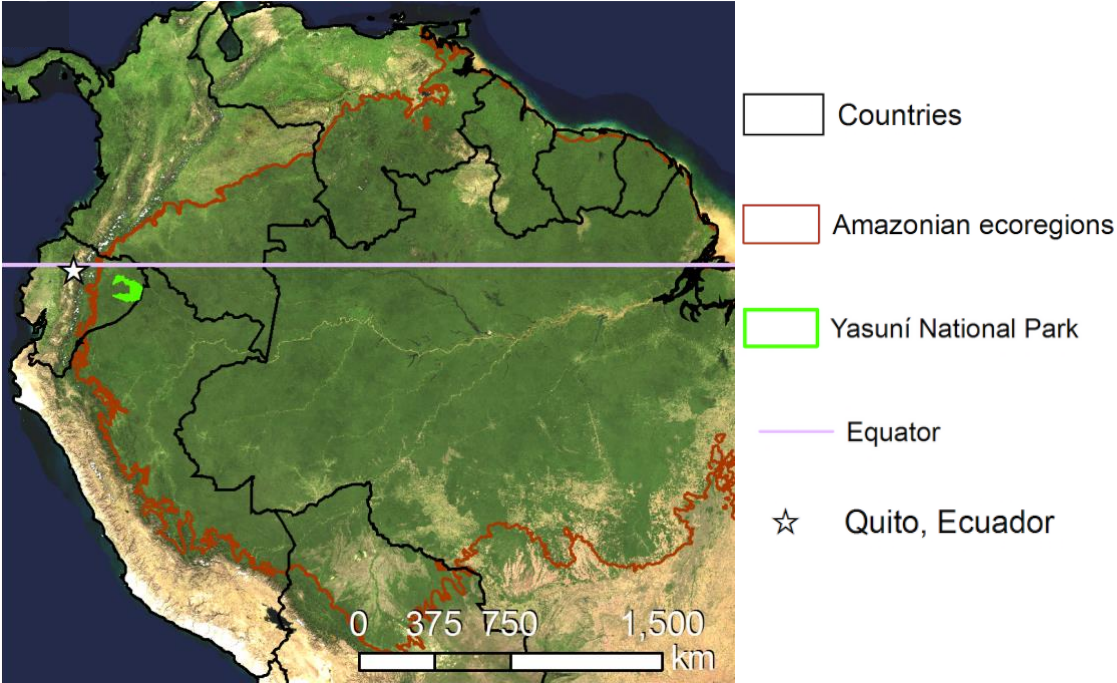 Countries
Amazonian ecoregions
Yasuní National Park
Equator
Quito, Ecuador
0 375 750 1,500
km